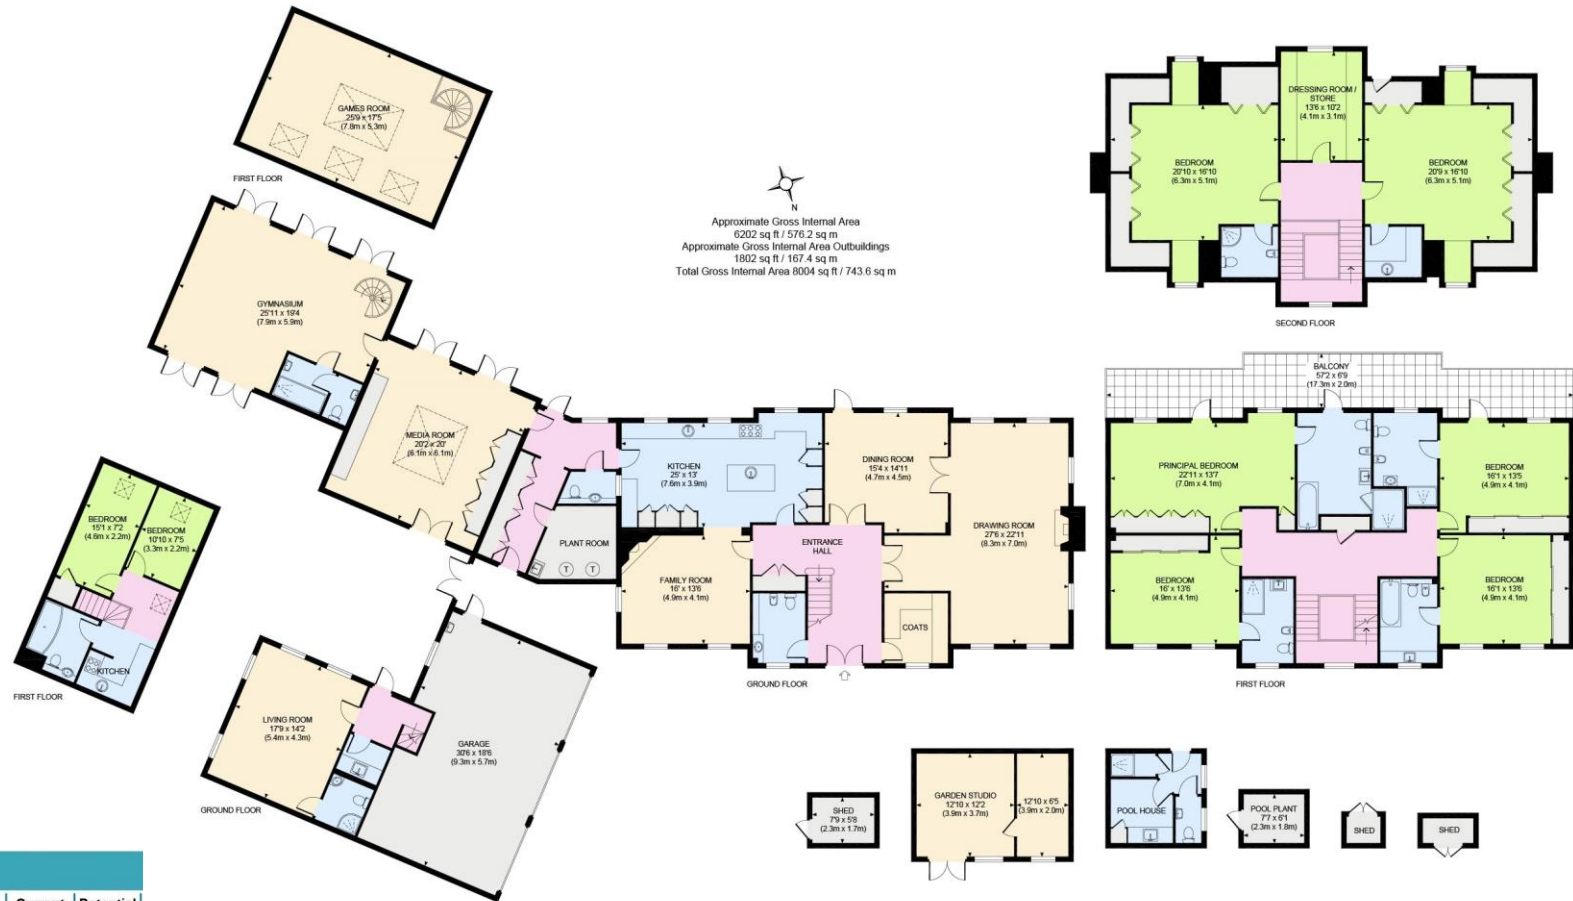 GAMES ROOM
25'9 x 17'5
(7.8m x 5.3m)
FIRST FLOOR
N
Approximate Gross Internal Area
6202 sq ft / 576.2 sq m
Approximate Gross Internal Area Outbuildings
1802 sq ft / 167.4 sq m
Total Gross Internal Area 8004 sq ft / 743.6 sq m
DRESSING ROOM /
STORE
13'6 x 10'2
(4.1m x 3.1m)
BEDROOM
20'10 x 16'10
(6.3m x 5.1m)
BEDROOM
20'9 x 16'10
(6.3m x 5.1m)
SECOND FLOOR
GYMNASIUM
25'11 x 19'4
(7.9m x 5.9m)
MEDIA ROOM
20'2 x 20'
(6.1m x 6.1m)
KITCHEN
25' x 13'
(7.6m x 3.9m)
DINING ROOM
15'4 x 14'11
(4.7m x 4.5m)
DRAWING ROOM
27'6 x 22'11
(8.3m x 7.0m)
ENTRANCE
HALL
PLANT ROOM
T
T
FAMILY ROOM
16' x 13'6
(4.9m x 4.1m)
COATS
GROUND FLOOR
BALCONY
57'2 x 6'9
(17.3m x 2.0m)
PRINCIPAL BEDROOM
22'11 x 13'7
(7.0m x 4.1m)
BEDROOM
16'1 x 13'5
(4.9m x 4.1m)
BEDROOM
16' x 13'6
(4.9m x 4.1m)
BEDROOM
16'1 x 13'6
(4.9m x 4.1m)
FIRST FLOOR
BEDROOM
15'1 x 7'2
(4.6m x 2.2m)
BEDROOM
10'10 x 7'5
(3.3m x 2.2m)
KITCHEN
FIRST FLOOR
LIVING ROOM
17'9 x 14'2
(5.4m x 4.3m)
GARAGE
30'6 x 18'6
(9.3m x 5.7m)
GROUND FLOOR
SHED
7'9 x 5'8
(2.3m x 1.7m)
GARDEN STUDIO
12'10 x 12'2
(3.9m x 3.7m)
12'10 x 6'5
(3.9m x 2.0m)
POOL HOUSE
POOL PLANT
7'7 x 6'1
(2.3m x 1.8m)
SHED
SHED
Current Potential